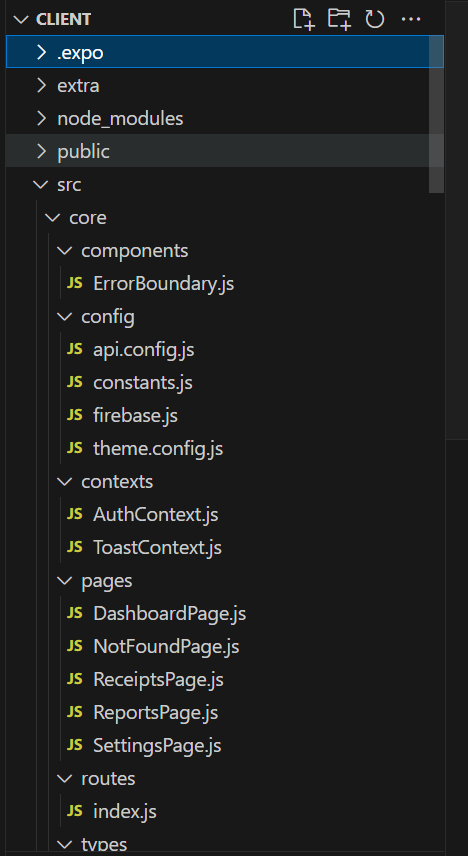 CLIENT
.expo
extra
node_modules
public
src
core
components
JS ErrorBoundary.js
config
JS api.config.js
JS constants.js
JS firebase.js
JS theme.config.js
contexts
JS AuthContext.js
JS ToastContext.js
pages
JS DashboardPage.js
JS NotFoundPage.js
JS ReceiptsPage.js
JS ReportsPage.js
JS SettingsPage.js
routes
JS index.js
types